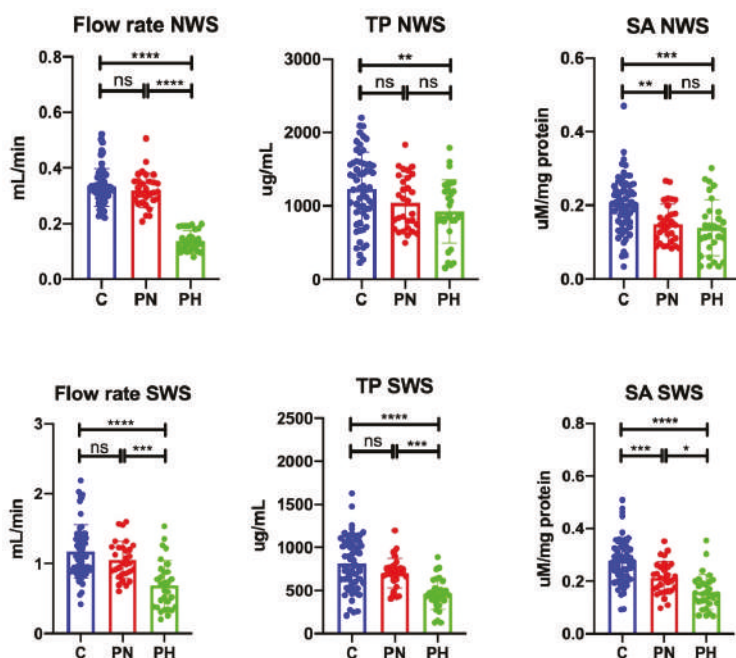 Flow rate NWS
0.8
0.6
0.4
0.2
0.0
mL/min
****
ns
****
C PN PH
TP NWS
3000
2000
1000
0
ug/mL
**
ns
ns
C PN PH
SA NWS
0.6
0.4
0.2
0.0
uM/mg protein
***
**
ns
C PN PH
Flow rate SWS
3
2
1
0
mL/min
****
ns
***
C PN PH
TP SWS
2500
2000
1500
1000
500
0
ug/mL
****
ns
***
C PN PH
SA SWS
0.8
0.6
0.4
0.2
0.0
uM/mg protein
****
***
*
C PN PH